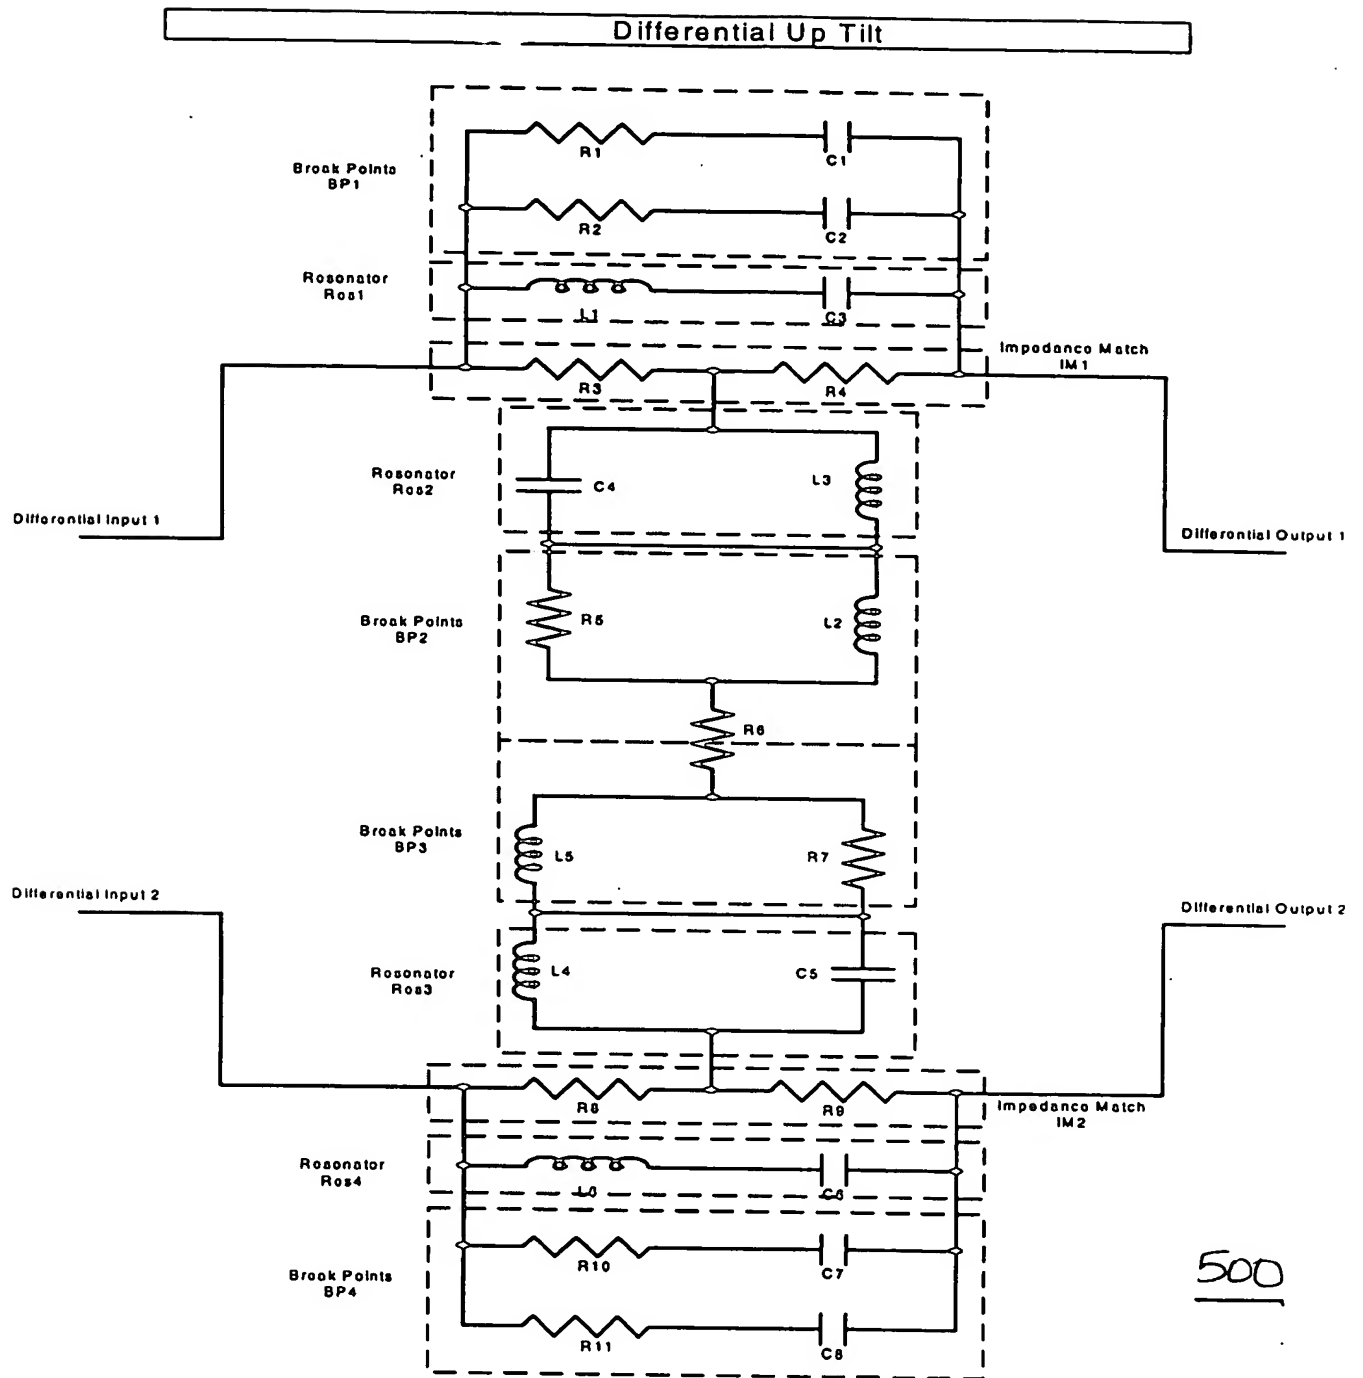 Differential Up Tilt
R1
C1
Break Points
BP1
R2
C2
Resonator
Res1
L1
C3
Impedance Match
IM1
R3
R4
Resonator
Res2
C4
L3
Differential Input 1
Differential Output 1
Break Points
BP2
R5
L2
R6
Break Points
BP3
L5
R7
Differential Input 2
Differential Output 2
Resonator
Res3
L4
C5
R8
R9
Impedance Match
IM2
Resonator
Res4
L6
C6
R10
C7
Break Points
BP4
R11
C8
500